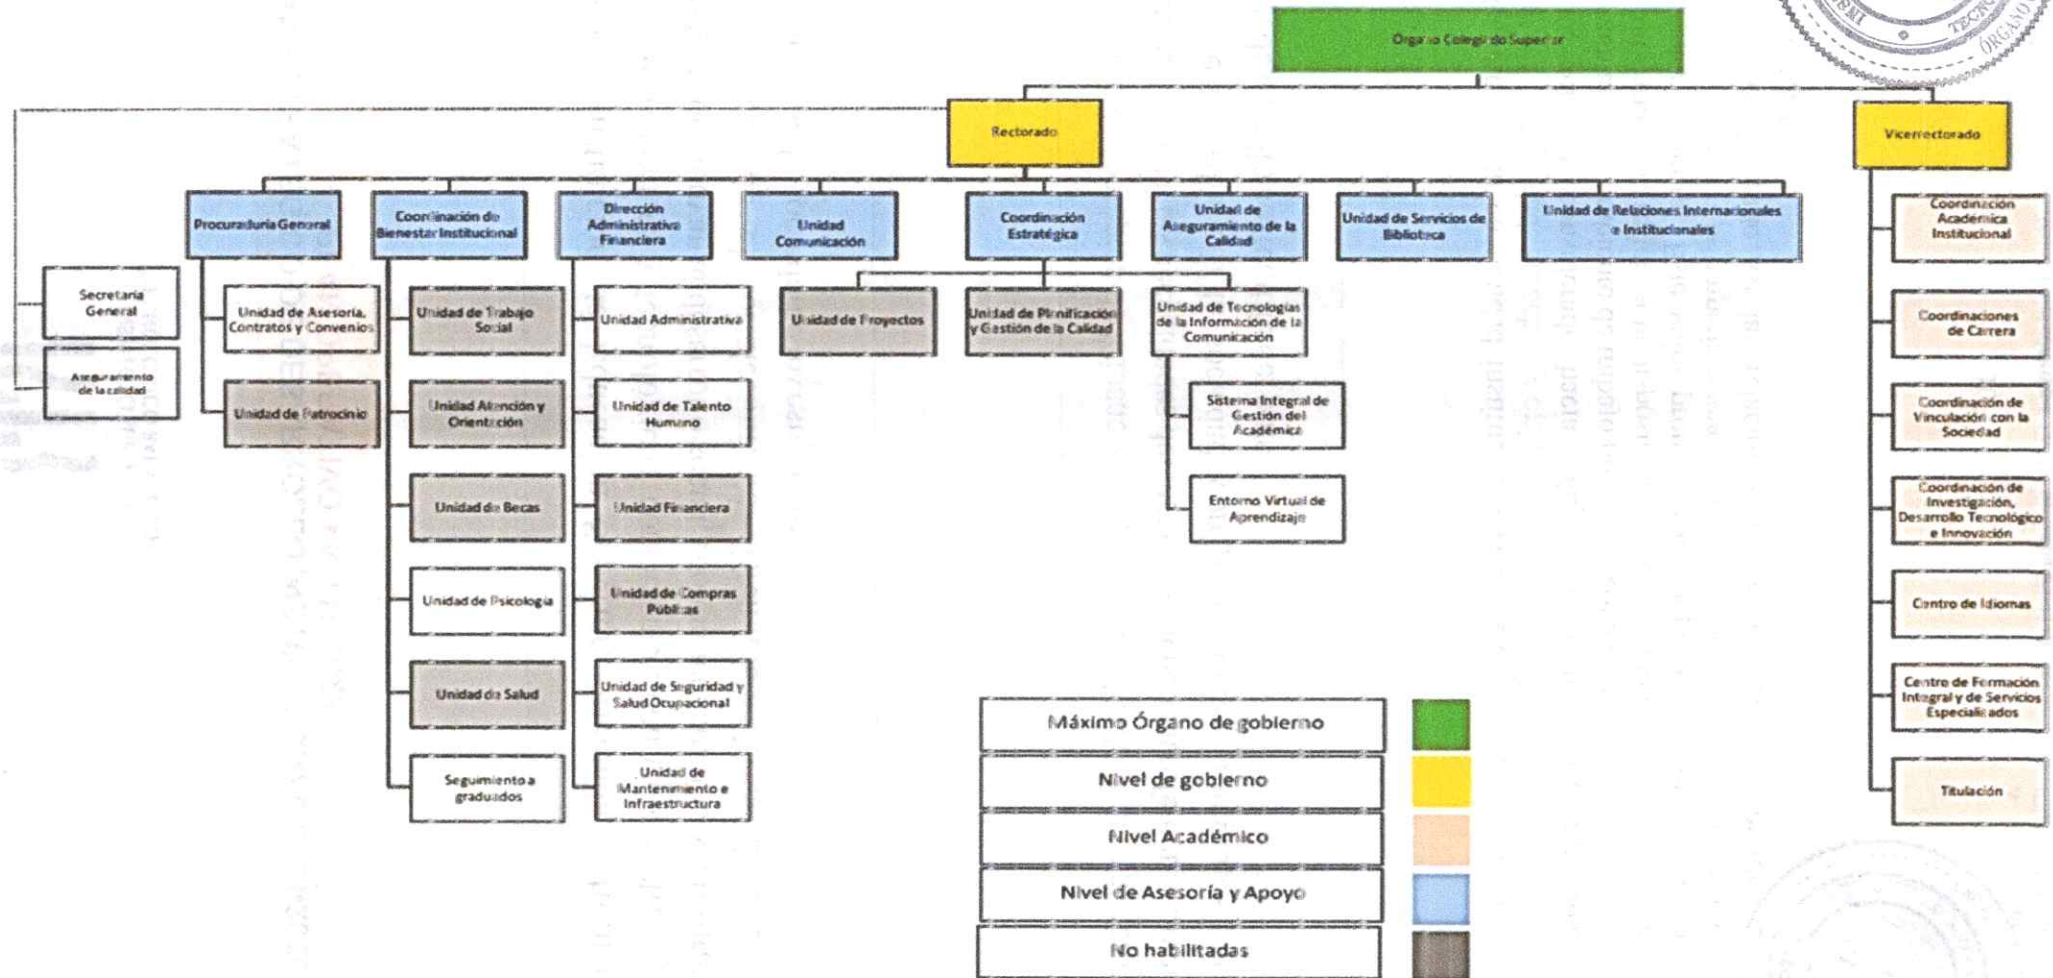 Órgano Colegiado Superior
Rectorado
Vicerrectorado
Procuraduría General
Coordinación de
Bienestar Institucional
Dirección
Administrativa
Financiera
Unidad
Comunicación
Coordinación
Estratégica
Unidad de
Aseguramiento de la
Calidad
Unidad de Servicios de
Biblioteca
Unidad de Relaciones Internacionales
e Institucionales
Secretaría
General
Aseguramiento
de la calidad
Unidad de Asesoría,
Contratos y Convenios
Unidad de Patrocinio
Unidad de Trabajo
Social
Unidad Atención y
Orientación
Unidad de Becas
Unidad de Psicología
Unidad de Salud
Seguimiento a
graduados
Unidad Administrativa
Unidad de Talento
Humano
Unidad Financiera
Unidad de Compras
Públicas
Unidad de Seguridad y
Salud Ocupacional
Unidad de
Mantenimiento e
Infraestructura
Unidad de Proyectos
Unidad de Planificación
y Gestión de la Calidad
Unidad de Tecnologías
de la Información de la
Comunicación
Sistema Integral de
Gestión del
Académica
Entorno Virtual de
Aprendizaje
Coordinación
Académica
Institucional
Coordinaciones
de Carrera
Coordinación de
Vinculación con la
Sociedad
Coordinación de
Investigación,
Desarrollo Tecnológico
e Innovación
Centro de Idiomas
Centro de Formación
Integral y de Servicios
Especializados
Titulación
Máximo Órgano de gobierno
Nivel de gobierno
Nivel Académico
Nivel de Asesoría y Apoyo
No habilitadas